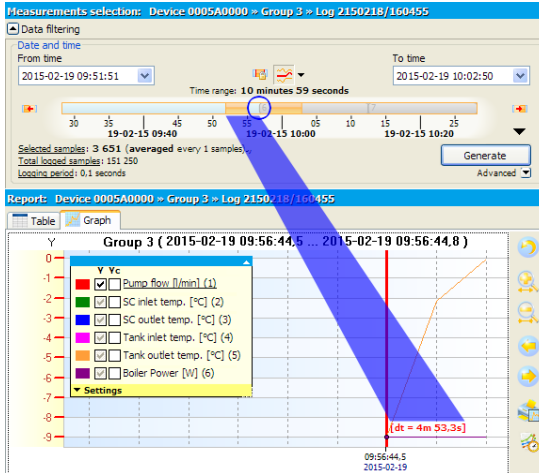 Measurements selection: Device 0005A0000 » Group 3 » Log 2150218/160455
Data filtering
Date and time
From time
To time
2015-02-19 09:51:51
2015-02-19 10:02:50
Time range: 10 minutes 59 seconds
[6
[7
30 35 45 50 55 05 10 15 25
19-02-15 09:40 19-02-15 10:00 19-02-15 10:20
Selected samples: 3 651 (averaged every 1 samples)
Total logged samples: 151 250
Logging period: 0,1 seconds
Generate
Advanced
Report: Device 0005A0000 » Group 3 » Log 2150218/160455
Table Graph
Y Group 3 ( 2015-02-19 09:56:44,5 ... 2015-02-19 09:56:44,8 )
0
-1
-2
-3
-4
-5
-6
-7
-8
-9
Y Yc
Pump flow [l/min] (1)
SC inlet temp. [°C] (2)
SC outlet temp. [°C] (3)
Tank inlet temp. [°C] (4)
Tank outlet temp. [°C] (5)
Boiler Power [W] (6)
Settings
[dt = 4m 53.3s]
09:56:44,5
2015-02-19